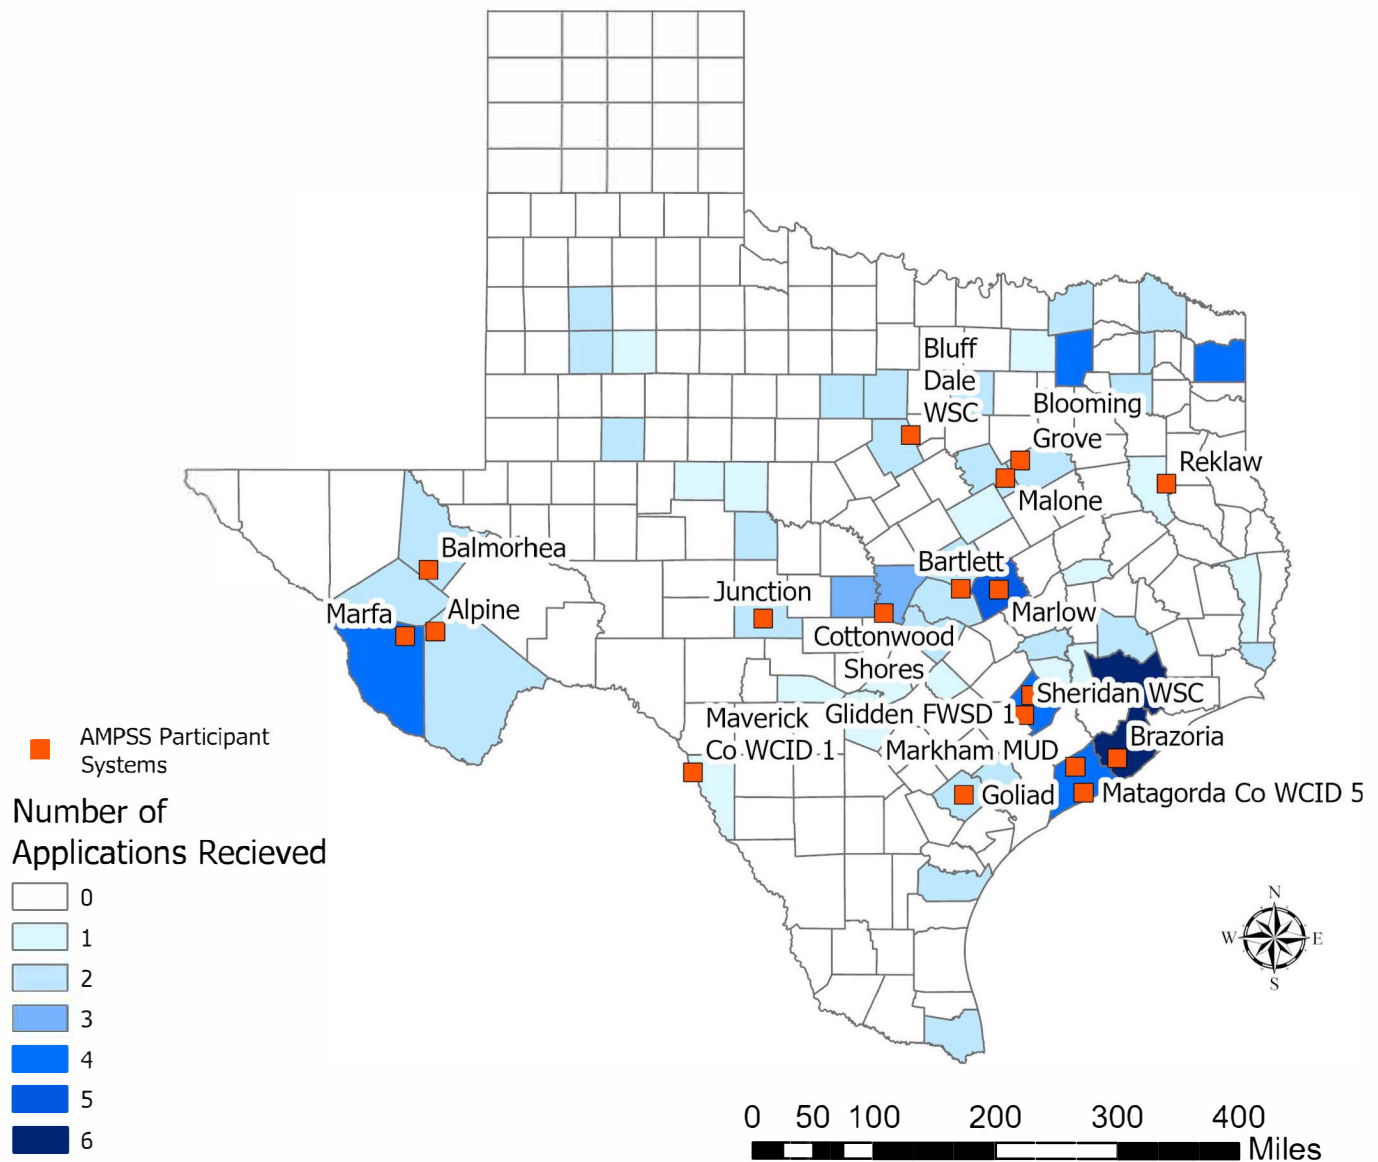 Bluff
Dale
WSC
Blooming
Grove
Reklaw
Malone
Balmorhea
Bartlett
Junction
Marfa
Alpine
Marlow
Cottonwood
Shores
Sheridan WSC
Maverick
Co WCID 1
Glidden FWSD 1
Markham MUD
Brazoria
Goliad
Matagorda Co WCID 5
AMPSS Participant
Systems
Number of
Applications Recieved
0
1
2
3
4
5
6
N
W
E
S
0 50 100 200 300 400
Miles